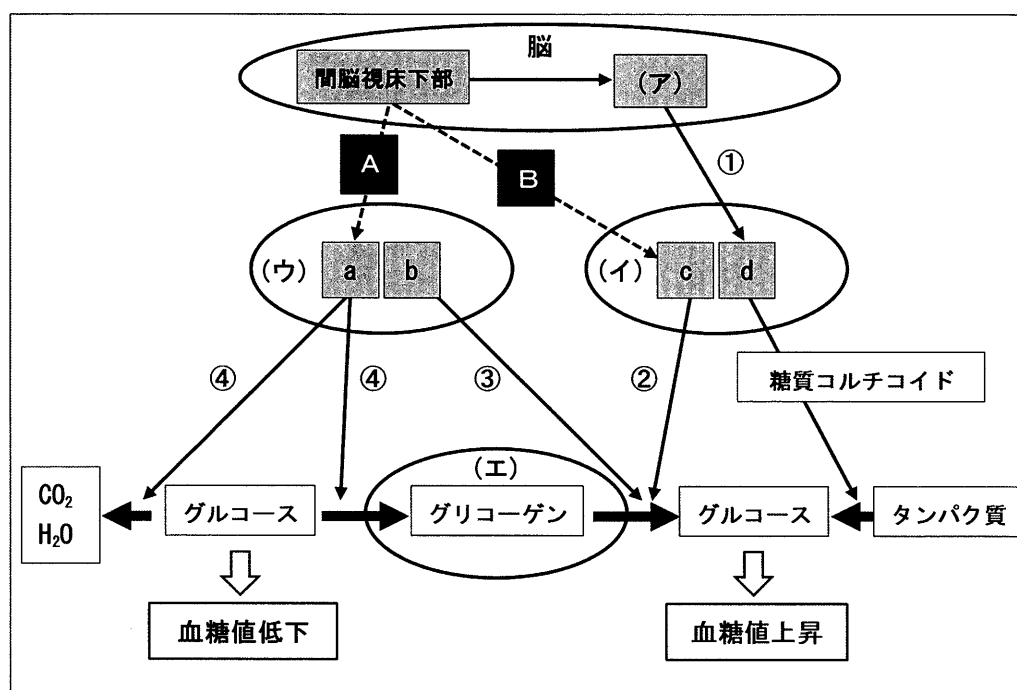 脳
間脳視床下部
(ア)
①
A
B
(ウ)
a
b
(イ)
c
d
④
④
③
②
糖質コルチコイド
(エ)
CO₂
H₂O
グルコース
グリコーゲン
グルコース
タンパク質
血糖値低下
血糖値上昇